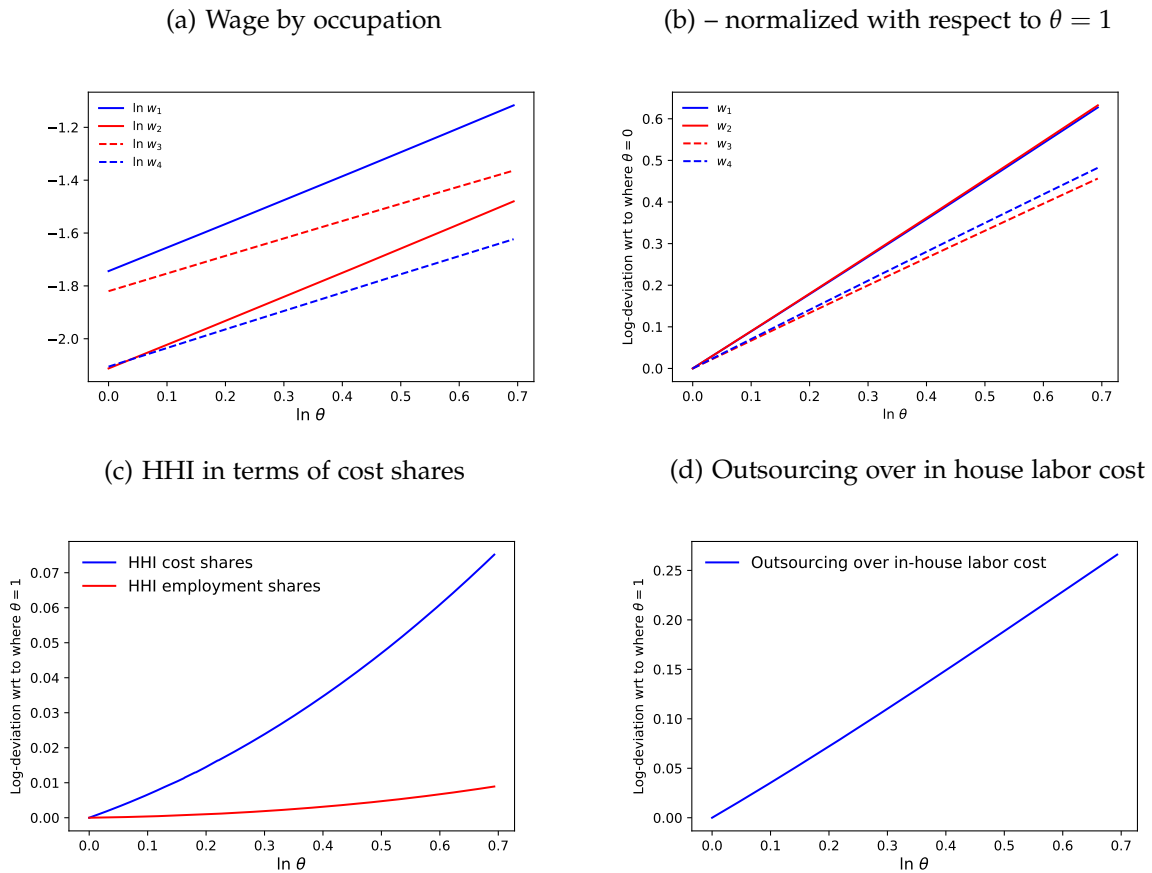 (a) Wage by occupation
(b) – normalized with respect to θ = 1
ln w₁
ln w₂
ln w₃
ln w₄
−1.2
−1.4
−1.6
−1.8
−2.0
0.0 0.1 0.2 0.3 0.4 0.5 0.6 0.7
ln θ
w₁
w₂
w₃
w₄
Log-deviation wrt to where θ = 0
0.6
0.5
0.4
0.3
0.2
0.1
0.0
0.0 0.1 0.2 0.3 0.4 0.5 0.6 0.7
ln θ
(c) HHI in terms of cost shares
(d) Outsourcing over in house labor cost
HHI cost shares
HHI employment shares
Log-deviation wrt to where θ = 1
0.07
0.06
0.05
0.04
0.03
0.02
0.01
0.00
0.0 0.1 0.2 0.3 0.4 0.5 0.6 0.7
ln θ
Outsourcing over in-house labor cost
Log-deviation wrt to where θ = 1
0.25
0.20
0.15
0.10
0.05
0.00
0.0 0.1 0.2 0.3 0.4 0.5 0.6 0.7
ln θ